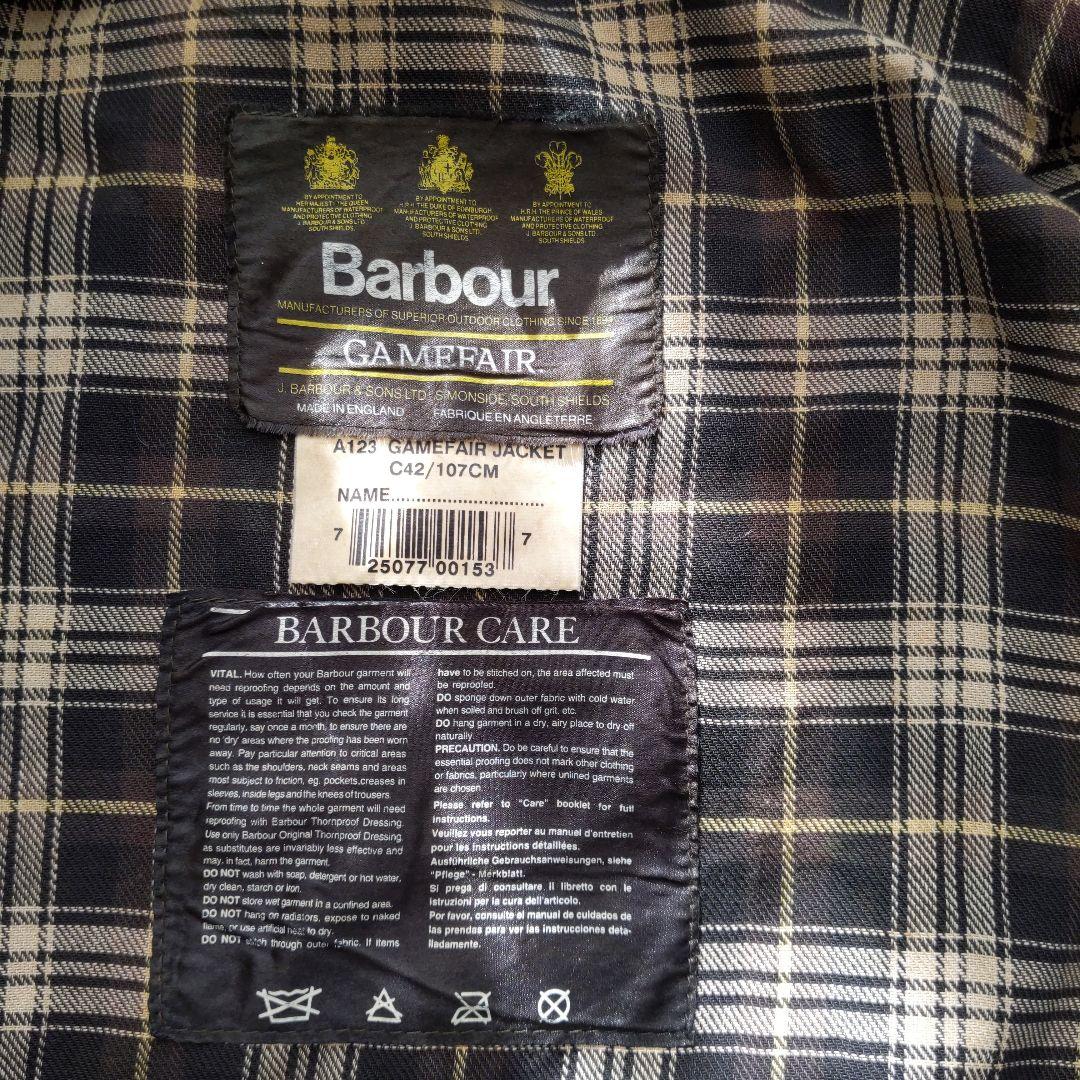 BY APPOINTMENT TO
HER MAJESTY THE QUEEN
MANUFACTURERS OF WATERPROOF
AND PROTECTIVE CLOTHING
J. BARBOUR & SONS LTD.
SOUTH SHIELDS
BY APPOINTMENT TO
H.R.H. THE DUKE OF EDINBURGH
MANUFACTURERS OF WATERPROOF
AND PROTECTIVE CLOTHING
J. BARBOUR & SONS LTD.
SOUTH SHIELDS
BY APPOINTMENT TO
H.R.H. THE PRINCE OF WALES
MANUFACTURERS OF WATERPROOF
AND PROTECTIVE CLOTHING
J. BARBOUR & SONS LTD.
SOUTH SHIELDS
Barbour
MANUFACTURERS OF SUPERIOR OUTDOOR CLOTHING SINCE
GAMEFAIR
J. BARBOUR & SONS LTD. SIMONSIDE, SOUTH SHIELDS
MADE IN ENGLAND FABRIQUE EN ANGLETERRE
A123 GAMEFAIR JACKET
C42/107CM
NAME..............................
7 25077 00153 7
BARBOUR CARE
VITAL. How often your Barbour garment will
need reproofing depends on the amount and
type of usage it will get. To ensure its long
service it is essential that you check the garment
regularly, say once a month, to ensure there are
no 'dry' areas where the proofing has been worn
away. Pay particular attention to critical areas
such as the shoulders, neck seams and areas
most subject to friction, eg. pockets,creases in
sleeves, inside legs and the knees of trousers.
From time to time the whole garment will need
reproofing with Barbour Thornproof Dressing.
Use only Barbour Original Thornproof Dressing,
as substitutes are invariably less effective and
may, in fact, harm the garment.
DO NOT wash with soap, detergent or hot water,
dry clean, starch or iron.
DO NOT store wet garment in a confined area.
DO NOT hang on radiators, expose to naked
flame, or use artificial heat to dry.
DO NOT stitch through outer fabric. If items
have to be stitched on, the area affected must
be reproofed.
DO sponge down outer fabric with cold water
when soiled and brush off grit, etc.
DO hang garment in a dry, airy place to dry off
naturally.
PRECAUTION. Do be careful to ensure that the
essential proofing does not mark other clothing
or fabrics, particularly where unlined garments
are chosen.
Please refer to "Care" booklet for full
instructions.
Veuillez vous reporter au manuel d'entretien
pour les instructions détaillées.
Ausführliche Gebrauchsanweisungen, siehe
"Pflege" - Merkblatt.
Si prega di consultare il libretto con le
istruzioni per la cura dell'articolo.
Por favor, consulte el manual de cuidados de
las prendas para ver las instrucciones deta-
lladamente.